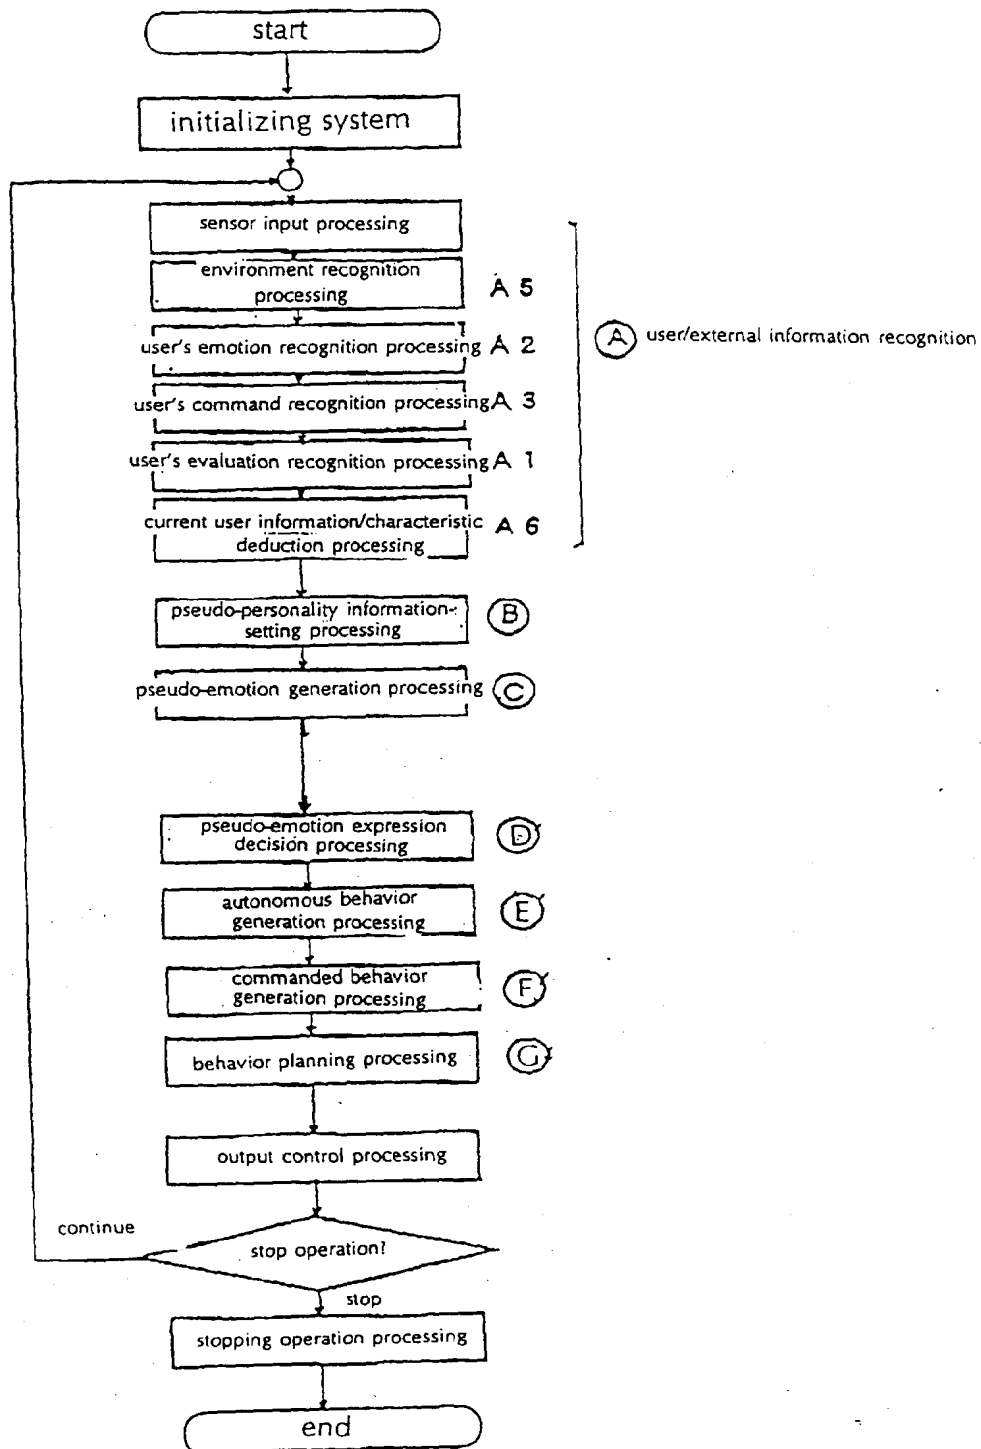 start
initializing system
sensor input processing
environment recognition
processing
A 5
user's emotion recognition processing
A 2
A user/external information recognition
user's command recognition processing
A 3
user's evaluation recognition processing
A 1
current user information/characteristic
deduction processing
A 6
pseudo-personality information-
setting processing
B
pseudo-emotion generation processing
C
pseudo-emotion expression
decision processing
D
autonomous behavior
generation processing
E
commanded behavior
generation processing
F
behavior planning processing
G
output control processing
continue
stop operation?
stop
stopping operation processing
end